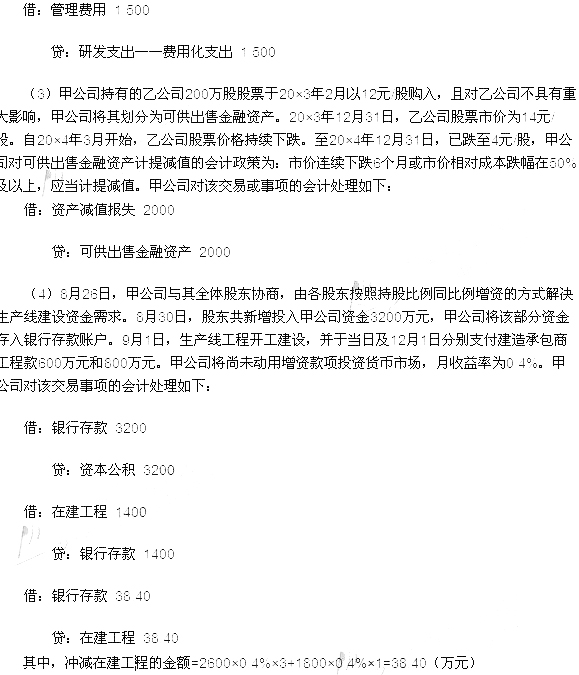 借：管理费用 1 500
贷：研发支出——费用化支出 1 500
（3）甲公司持有的乙公司200万股股票于20×3年2月以12元/股购入，且对乙公司不具有重
大影响，甲公司将其划分为可供出售金融资产。20×3年12月31日，乙公司股票市价为14元/
股。自20×4年3月开始，乙公司股票价格持续下跌。至20×4年12月31日，已跌至4元/股，甲公
司对可供出售金融资产计提减值的会计政策为：市价连续下跌6个月或市价相对成本跌幅在50%
及以上，应当计提减值。甲公司对该交易或事项的会计处理如下：
借：资产减值报失 2000
贷：可供出售金融资产 2000
（4）8月26日，甲公司与其全体股东协商，由各股东按照持股比例同比例增资的方式解决
生产线建设资金需求。8月30日，股东共新增投入甲公司资金3200万元，甲公司将该部分资金
存入银行存款账户。9月1日，生产线工程开工建设，并于当日及12月1日分别支付建造承包商
工程款600万元和800万元。甲公司将尚未动用增资款项投资货币市场，月收益率为0 4%。甲
公司对该交易事项的会计处理如下：
借：银行存款 3200
贷：资本公积 3200
借：在建工程 1400
贷：银行存款 1400
借：银行存款 38 40
贷：在建工程 38 40
其中，冲减在建工程的金额=2600×0 4%×3+1800×0 4%×1=38 40（万元）